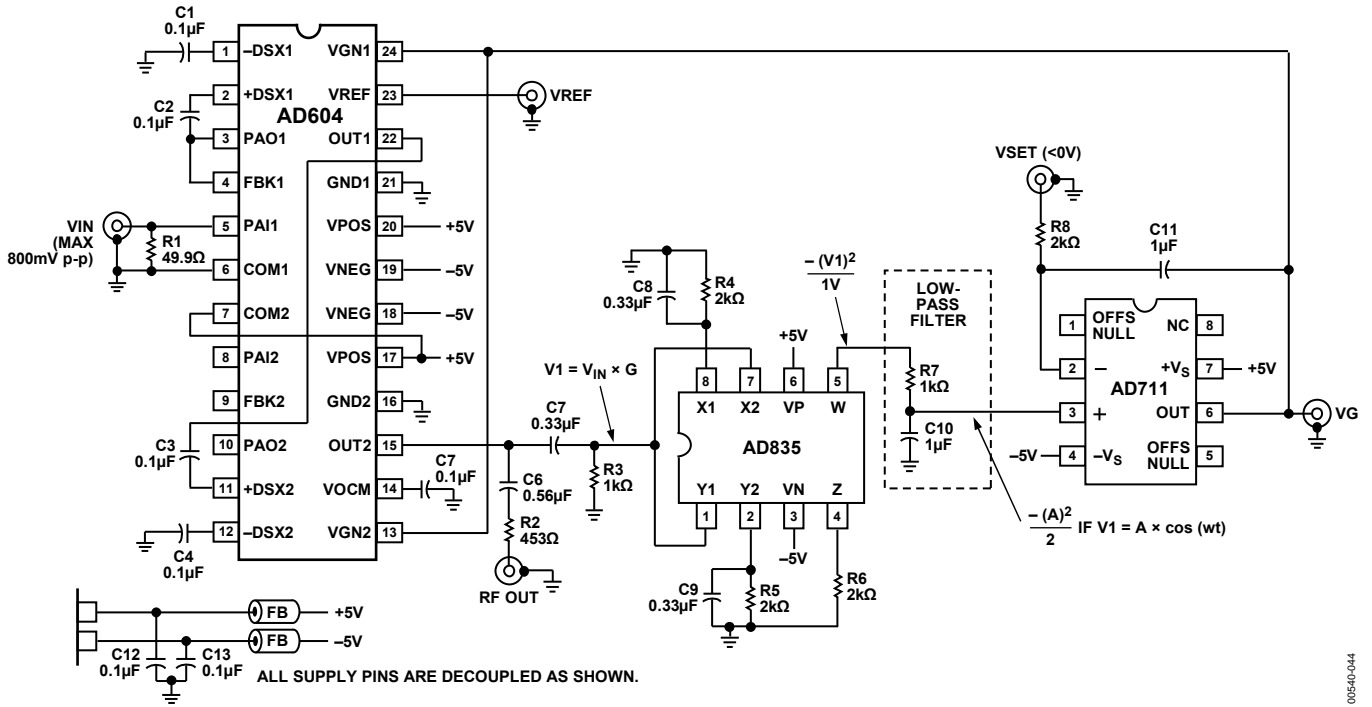 C1
0.1µF
1
–DSX1
VGN1
24
2
+DSX1
VREF
23
VREF
C2
0.1µF
AD604
3
PAO1
OUT1
22
4
FBK1
GND1
21
VIN
(MAX
800mV p-p)
R1
49.9Ω
5
PAI1
VPOS
20
+5V
6
COM1
VNEG
19
–5V
7
COM2
VNEG
18
–5V
8
PAI2
VPOS
17
+5V
9
FBK2
GND2
16
10
PAO2
OUT2
15
C3
0.1µF
11
+DSX2
VOCM
14
C7
0.1µF
12
–DSX2
VGN2
13
C4
0.1µF
V1 = VIN × G
C7
0.33µF
R3
1kΩ
C6
0.56µF
R2
453Ω
RF OUT
C8
0.33µF
R4
2kΩ
– (V1)2
1V
+5V
8
7
6
5
X1
X2
VP
W
AD835
Y1
Y2
VN
Z
1
2
3
4
–5V
C9
0.33µF
R5
2kΩ
R6
2kΩ
LOW-
PASS
FILTER
R7
1kΩ
C10
1µF
– (A)2
2
IF V1 = A × cos (wt)
VSET (<0V)
R8
2kΩ
C11
1µF
1
OFFS
NULL
NC
8
2
–
+VS
7
+5V
AD711
3
+
OUT
6
VG
–5V
4
–VS
OFFS
NULL
5
FB
+5V
FB
–5V
C12
0.1µF
C13
0.1µF
ALL SUPPLY PINS ARE DECOUPLED AS SHOWN.
00540-044